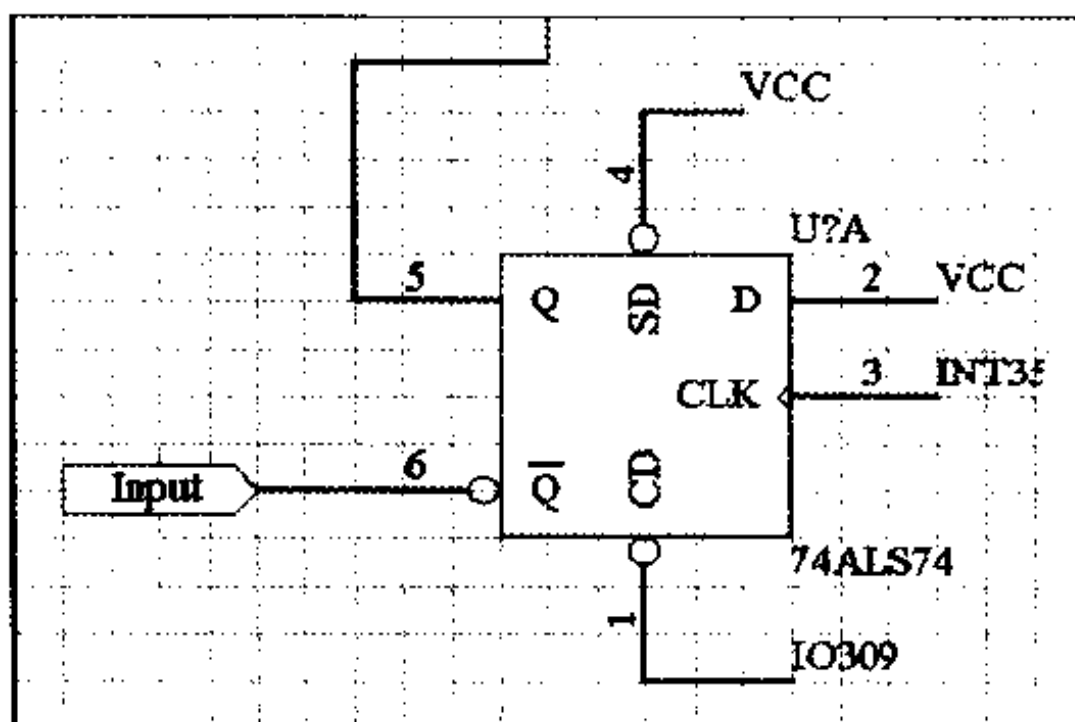 VCC
4
U?A
5
Q
SD
D
2
VCC
CLK
3
INT35
Input
6
Q̅
CD
74ALS74
1
IO309